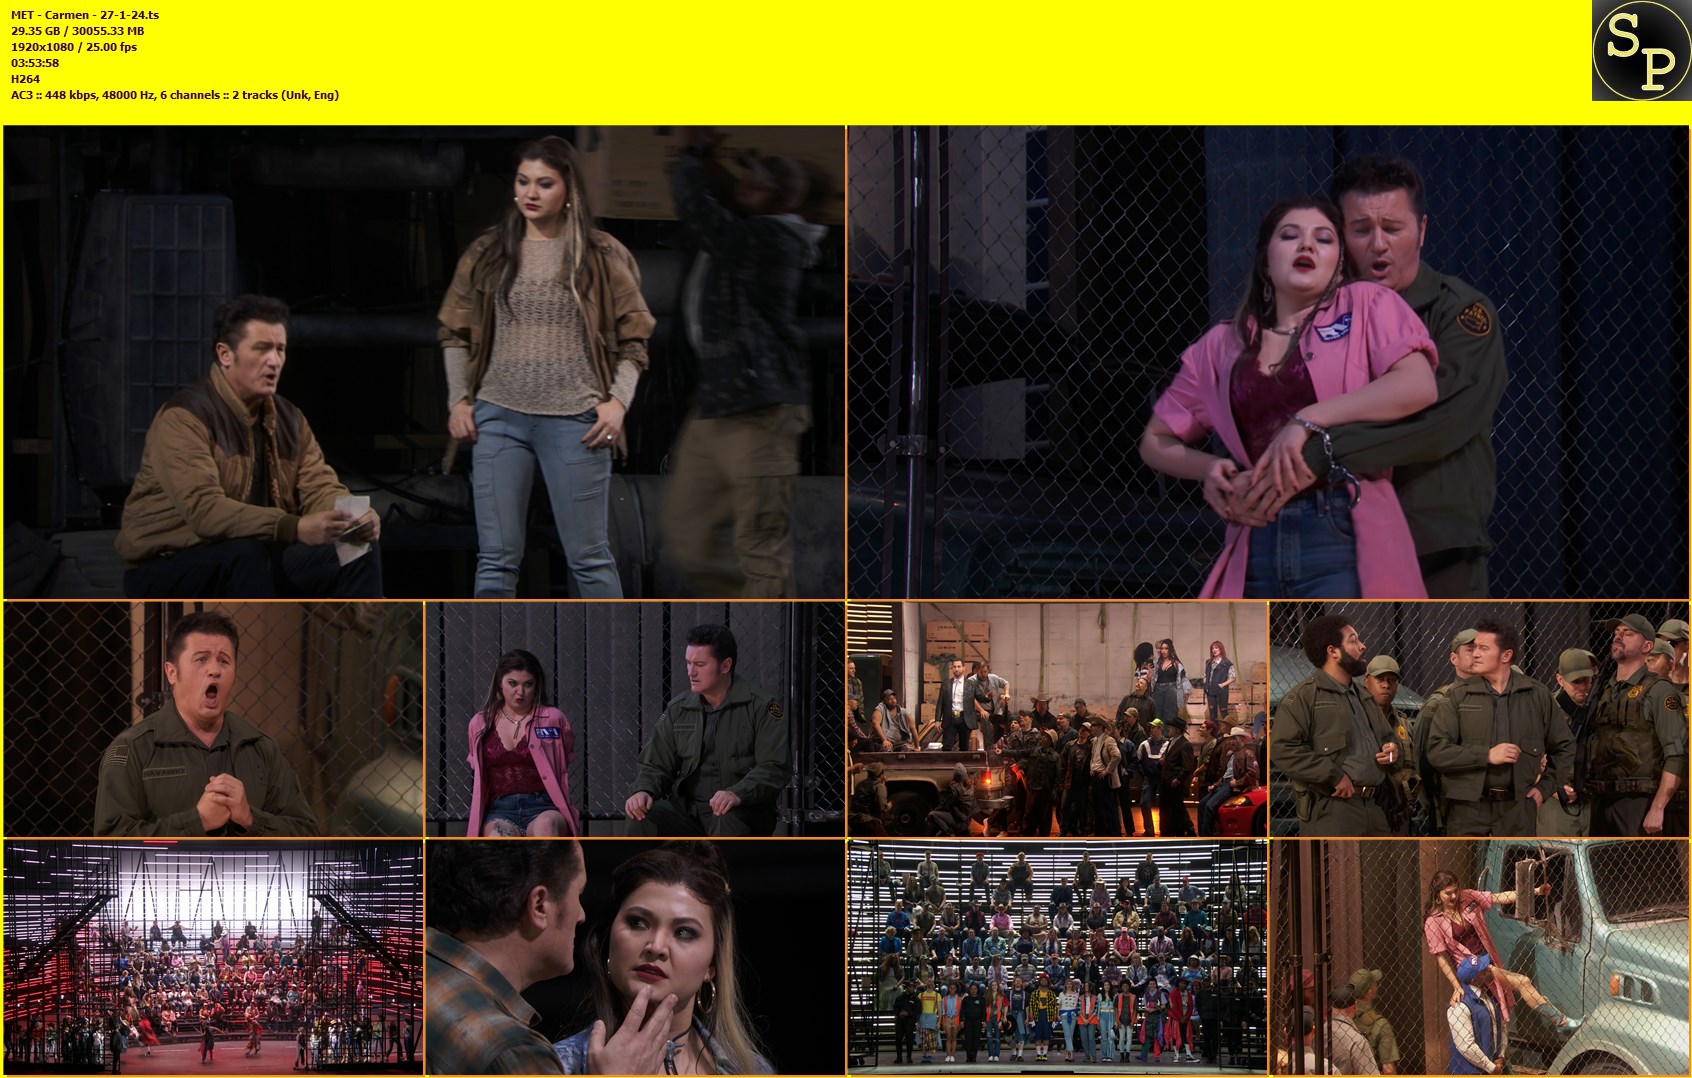 MET - Carmen - 27-1-24.ts
29.35 GB / 30055.33 MB
1920x1080 / 25.00 fps
03:53:58
H264
AC3 :: 448 kbps, 48000 Hz, 6 channels :: 2 tracks (Unk, Eng)
SP